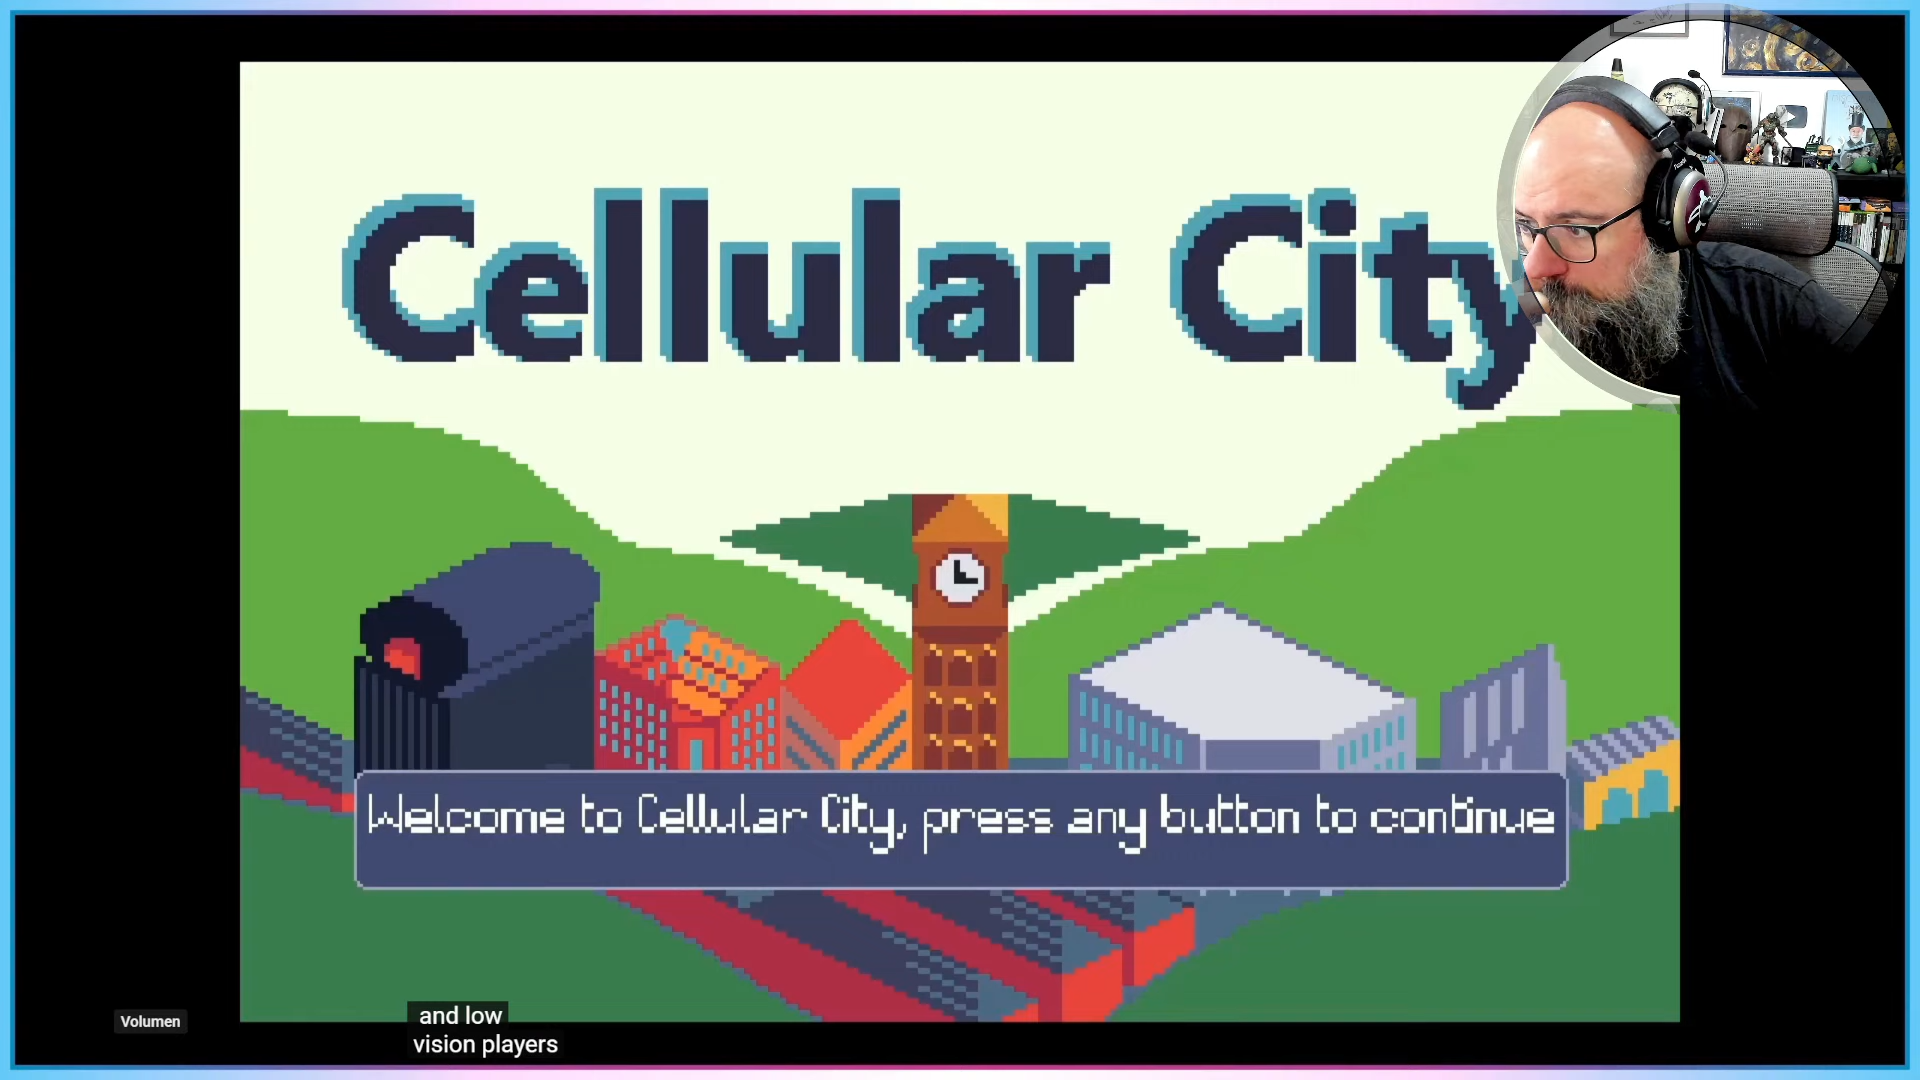 Cellular City
Welcome to Cellular City, press any button to continue
Volumen
and low
vision players